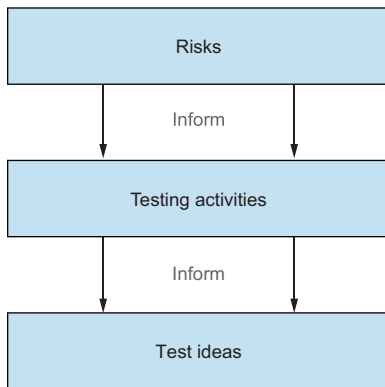 Risks
Inform
Testing activities
Inform
Test ideas